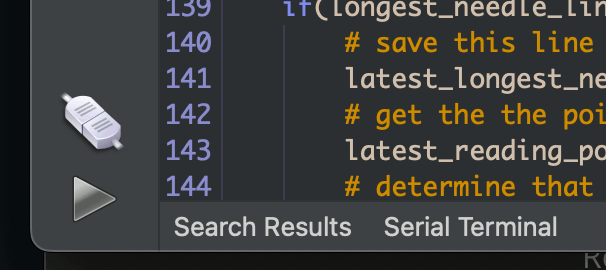 139 if(longest_needle_lin
140 # save this line
141 latest_longest_ne
142 # get the the poi
143 latest_reading_po
144 # determine that
Search Results Serial Terminal